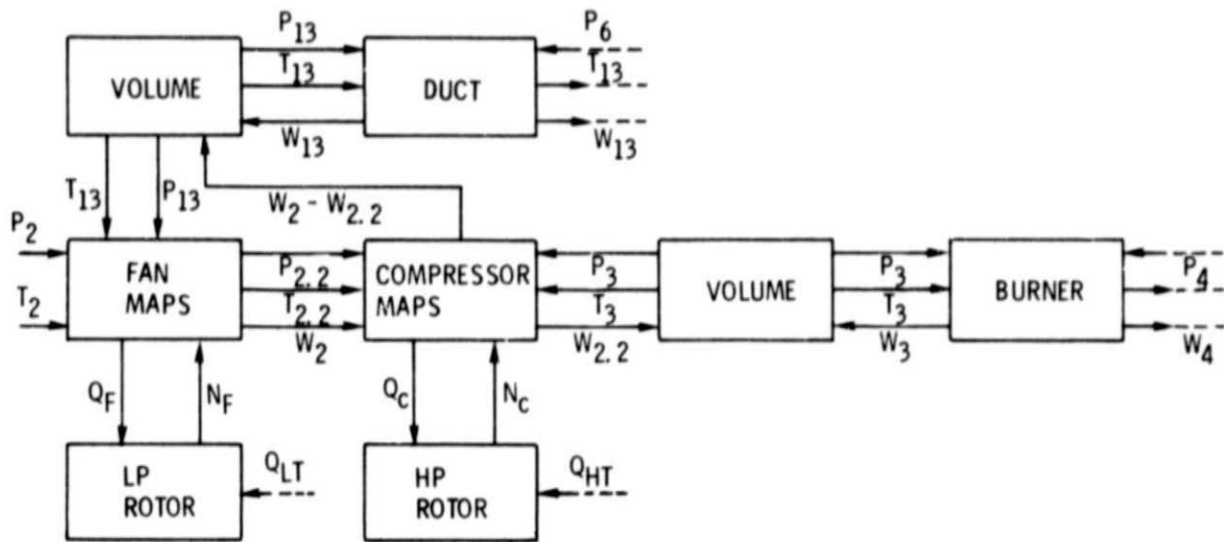 P13 P6
VOLUME T13 DUCT T13
W13 W13
T13 P13 W2 - W2.2
P2 FAN MAPS P2.2 COMPRESSOR MAPS P3 VOLUME P3 BURNER P4
T2 T2.2 T3 T3
W2 W2.2 W3 W4
QF NF QC NC
LP ROTOR QLT HP ROTOR QHT